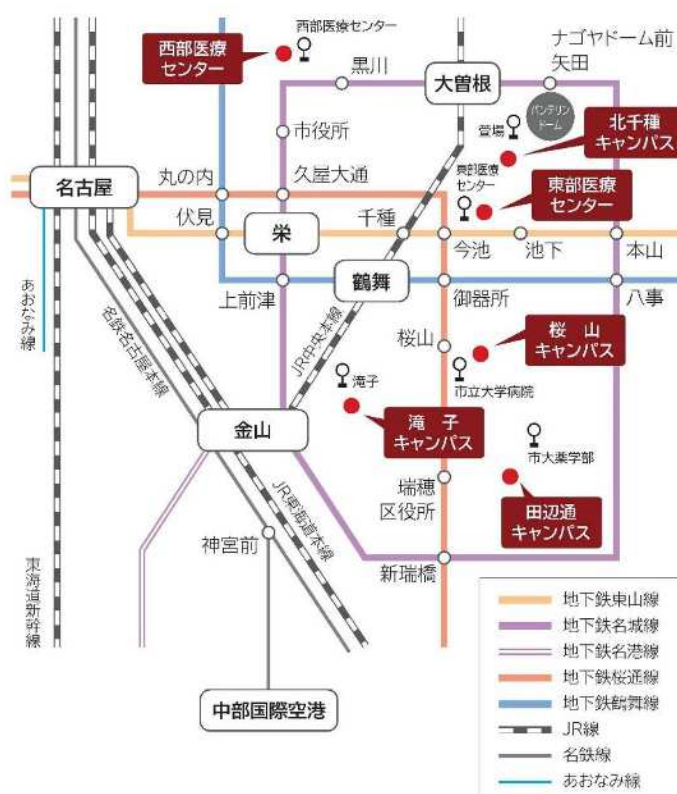 西部医療センター
西部医療
センター
ナゴヤドーム前
矢田
黒川
大曽根
バンテリン
ドーム
萱場
北千種
キャンパス
市役所
東部医療
センター
東部医療
センター
名古屋
丸の内
久屋大通
伏見
栄
千種
今池
池下
本山
あおなみ線
上前津
鶴舞
御器所
八事
名鉄名古屋本線
JR中央本線
桜山
桜山
キャンパス
市立大学病院
滝子
滝子
キャンパス
金山
市大薬学部
瑞穂
区役所
田辺通
キャンパス
JR東海道本線
神宮前
新瑞橋
東海道新幹線
中部国際空港
地下鉄東山線
地下鉄名城線
地下鉄名港線
地下鉄桜通線
地下鉄鶴舞線
JR線
名鉄線
あおなみ線